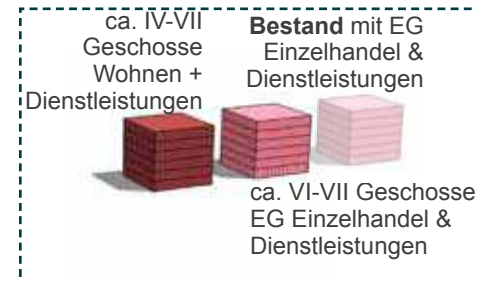 ca. IV-VII
Geschosse
Wohnen +
Dienstleistungen
Bestand mit EG
Einzelhandel &
Dienstleistungen
ca. VI-VII Geschosse
EG Einzelhandel &
Dienstleistungen